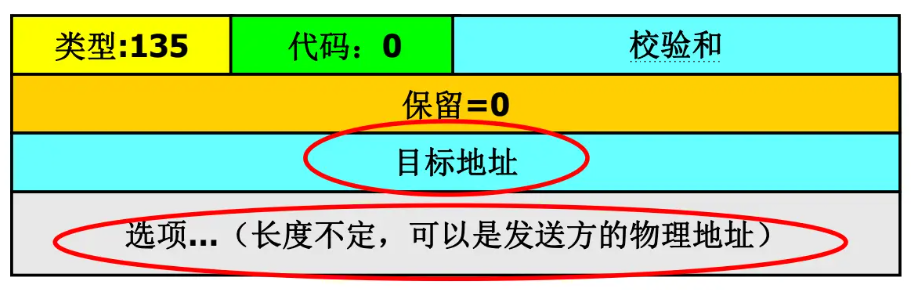 类型:135 代码：0 校验和
保留=0
目标地址
选项...（长度不定，可以是发送方的物理地址）